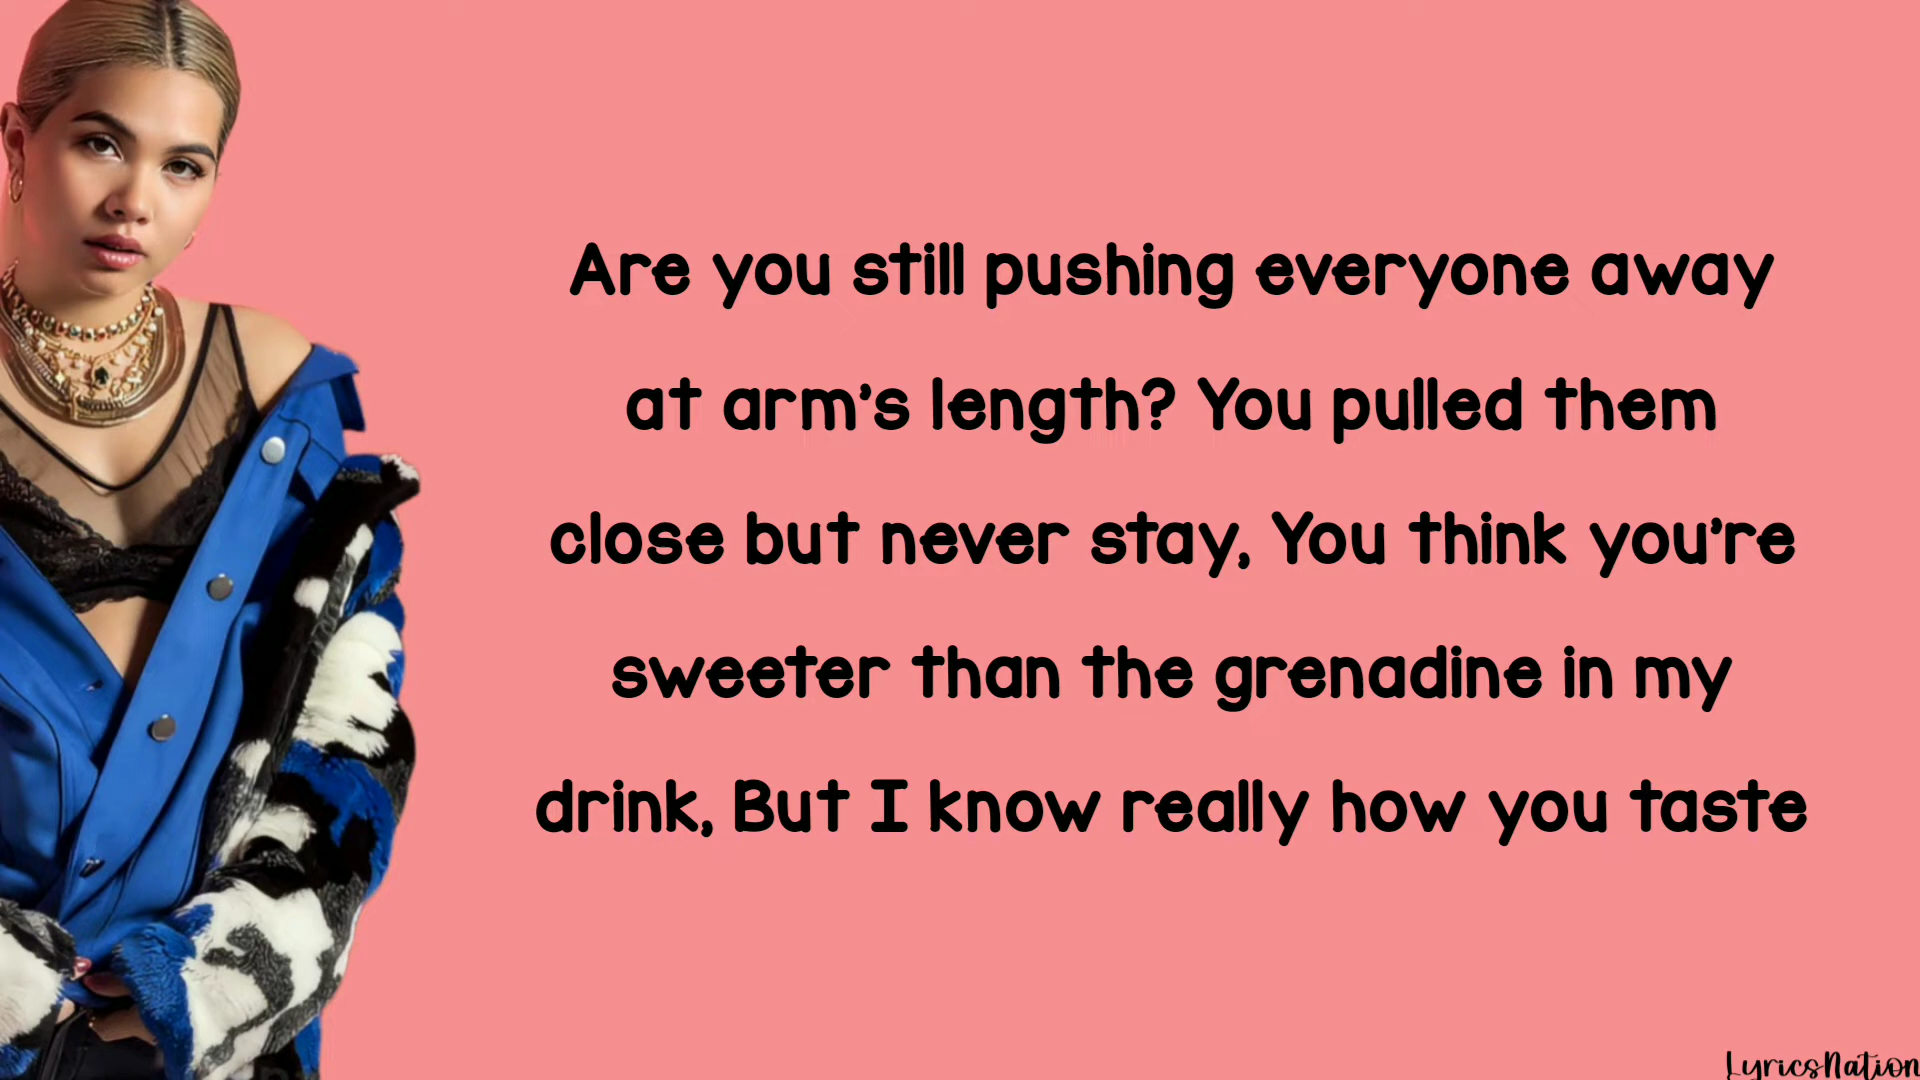 Are you still pushing everyone away
at arm's length? You pulled them
close but never stay, You think you're
sweeter than the grenadine in my
drink, But I know really how you taste
LyricsNation